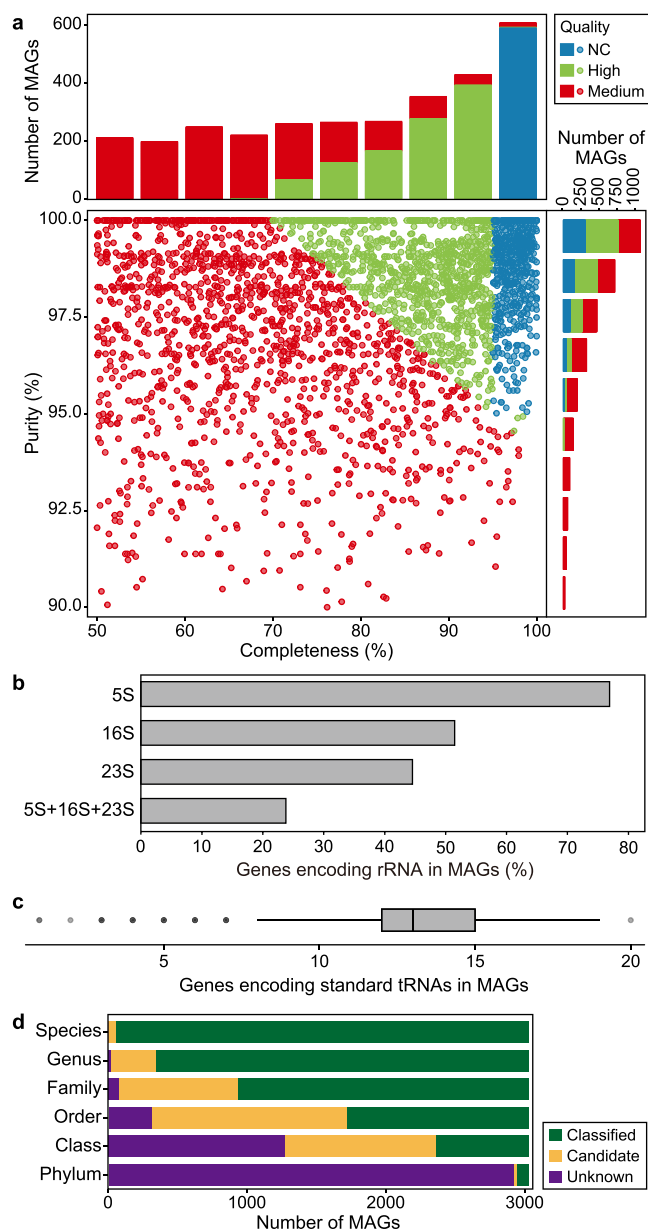 a
600
400
200
0
Number of MAGs
Quality
NC
High
Medium
Number of
MAGs
0
250
500
750
1000
100.0
97.5
95.0
92.5
90.0
Purity (%)
50 60 70 80 90 100
Completeness (%)
b
5S
16S
23S
5S+16S+23S
0 10 20 30 40 50 60 70 80
Genes encoding rRNA in MAGs (%)
c
5 10 15 20
Genes encoding standard tRNAs in MAGs
d
Species
Genus
Family
Order
Class
Phylum
Classified
Candidate
Unknown
0 1000 2000 3000
Number of MAGs